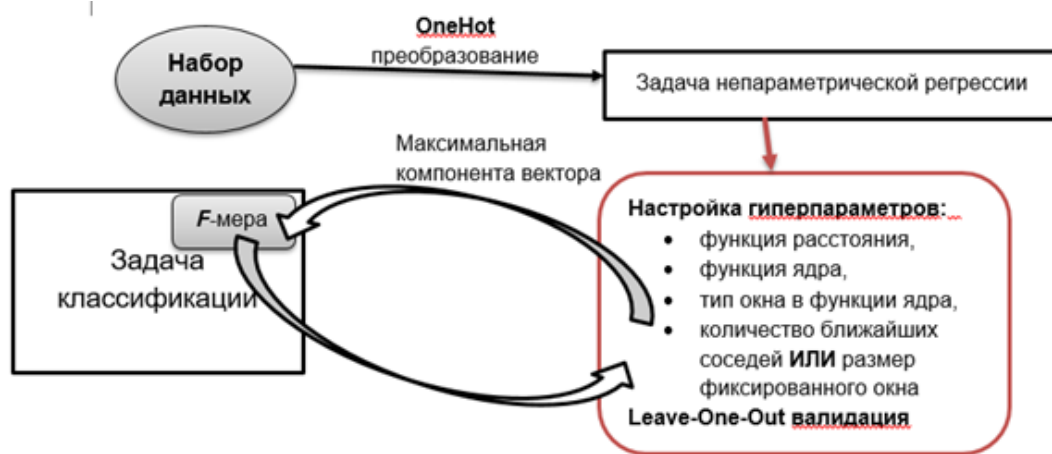 OneHot
преобразование
Набор
данных
Задача непараметрической регрессии
Максимальная
компонента вектора
F-мера
Задача
классификации
Настройка гиперпараметров:
• функция расстояния,
• функция ядра,
• тип окна в функции ядра,
• количество ближайших
соседей ИЛИ размер
фиксированного окна
Leave-One-Out валидация